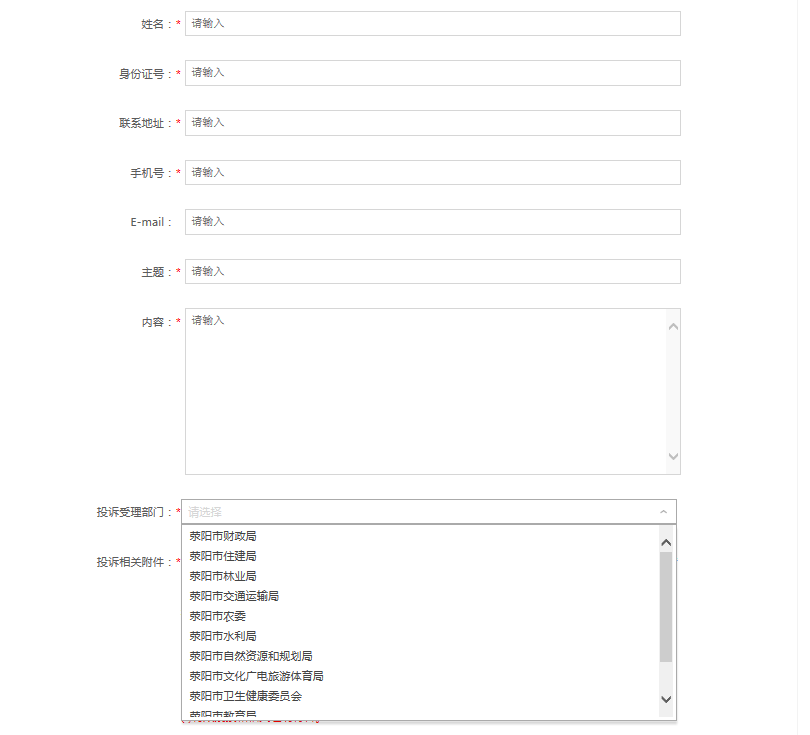 姓名：* 请输入
身份证号：* 请输入
联系地址：* 请输入
手机号：* 请输入
E-mail： 请输入
主题：* 请输入
内容：* 请输入
投诉受理部门：* 请选择
荥阳市财政局
荥阳市住建局
投诉相关附件：*
荥阳市林业局
荥阳市交通运输局
荥阳市农委
荥阳市水利局
荥阳市自然资源和规划局
荥阳市文化广电旅游体育局
荥阳市卫生健康委员会
荥阳市教育局